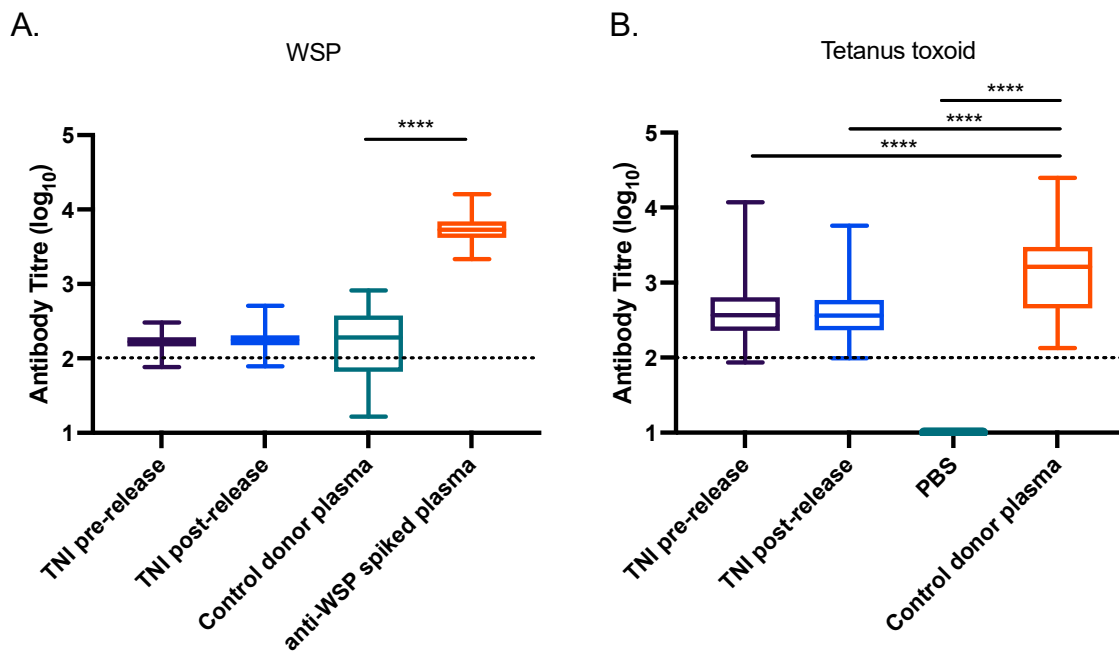 A.
WSP
****
Antibody Titre (log10)
5
4
3
2
1
TNI pre-release
TNI post-release
Control donor plasma
anti-WSP spiked plasma
B.
Tetanus toxoid
****
****
****
Antibody Titre (log10)
5
4
3
2
1
TNI pre-release
TNI post-release
PBS
Control donor plasma